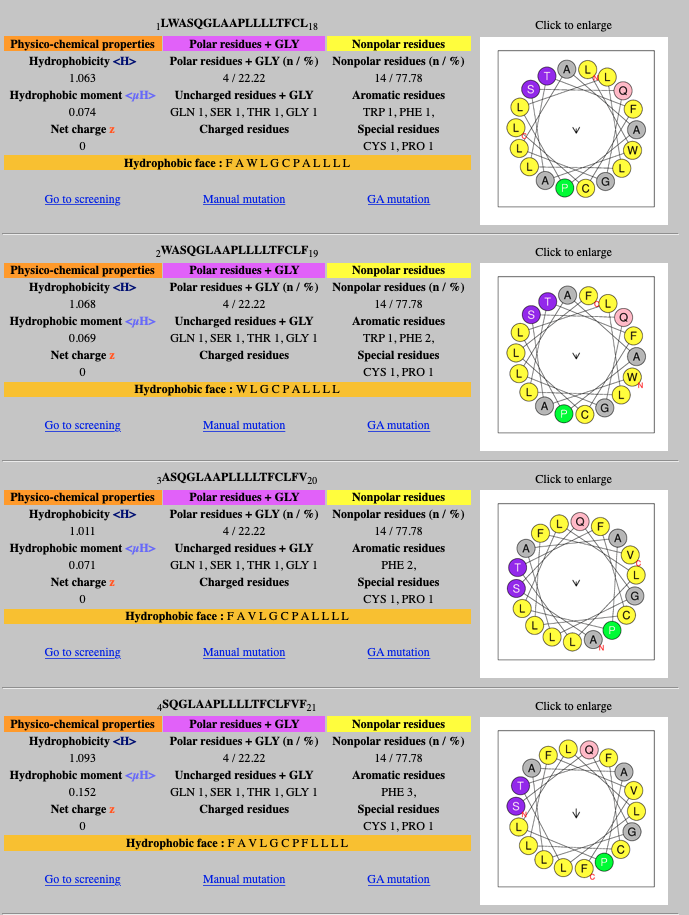 1LWASQGLAAPLLLLTFCL18
Click to enlarge
Physico-chemical properties Polar residues + GLY Nonpolar residues
Hydrophobicity <H> Polar residues + GLY (n / %) Nonpolar residues (n / %)
1.063 4 / 22.22 14 / 77.78
Hydrophobic moment <μH> Uncharged residues + GLY Aromatic residues
0.074 GLN 1, SER 1, THR 1, GLY 1 TRP 1, PHE 1,
Net charge z Charged residues Special residues
0 CYS 1, PRO 1
Hydrophobic face : F A W L G C P A L L L L
Go to screening Manual mutation GA mutation
A L L Q F A W L G C P A L L L L S T
N C
2WASQGLAAPLLLLTFCLF19
Click to enlarge
Physico-chemical properties Polar residues + GLY Nonpolar residues
Hydrophobicity <H> Polar residues + GLY (n / %) Nonpolar residues (n / %)
1.068 4 / 22.22 14 / 77.78
Hydrophobic moment <μH> Uncharged residues + GLY Aromatic residues
0.069 GLN 1, SER 1, THR 1, GLY 1 TRP 1, PHE 2,
Net charge z Charged residues Special residues
0 CYS 1, PRO 1
Hydrophobic face : W L G C P A L L L L
Go to screening Manual mutation GA mutation
A F L Q F A W L G C P A L L L L S T
C N
3ASQGLAAPLLLLTFCLFV20
Click to enlarge
Physico-chemical properties Polar residues + GLY Nonpolar residues
Hydrophobicity <H> Polar residues + GLY (n / %) Nonpolar residues (n / %)
1.011 4 / 22.22 14 / 77.78
Hydrophobic moment <μH> Uncharged residues + GLY Aromatic residues
0.071 GLN 1, SER 1, THR 1, GLY 1 PHE 2,
Net charge z Charged residues Special residues
0 CYS 1, PRO 1
Hydrophobic face : F A V L G C P A L L L L
Go to screening Manual mutation GA mutation
Q F A V L G C P A L L L L S T A F L
C N
4SQGLAAPLLLLTFCLFVF21
Click to enlarge
Physico-chemical properties Polar residues + GLY Nonpolar residues
Hydrophobicity <H> Polar residues + GLY (n / %) Nonpolar residues (n / %)
1.093 4 / 22.22 14 / 77.78
Hydrophobic moment <μH> Uncharged residues + GLY Aromatic residues
0.152 GLN 1, SER 1, THR 1, GLY 1 PHE 3,
Net charge z Charged residues Special residues
0 CYS 1, PRO 1
Hydrophobic face : F A V L G C P F L L L L
Go to screening Manual mutation GA mutation
Q F A V L G C P F L L L L S T A F L
N C